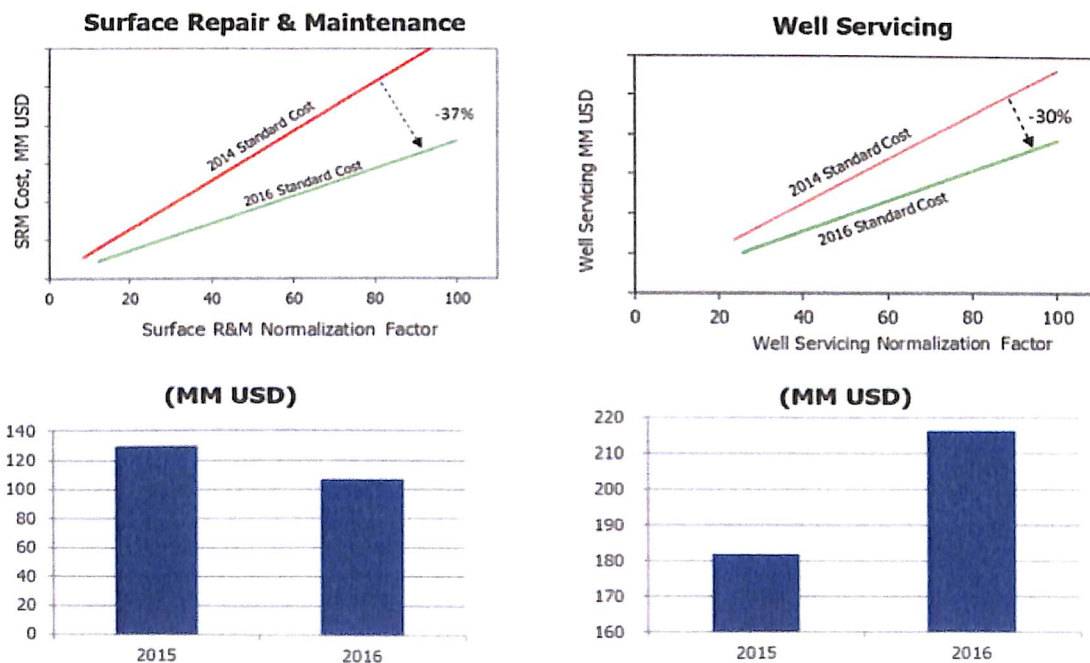 Surface Repair & Maintenance
SRM Cost, MM USD
2014 Standard Cost
2016 Standard Cost
-37%
0 20 40 60 80 100
Surface R&M Normalization Factor
Well Servicing
Well Servicing MM USD
2014 Standard Cost
2016 Standard Cost
-30%
0 20 40 60 80 100
Well Servicing Normalization Factor
(MM USD)
140
120
100
80
60
40
20
0
2015 2016
(MM USD)
220
210
200
190
180
170
160
2015 2016